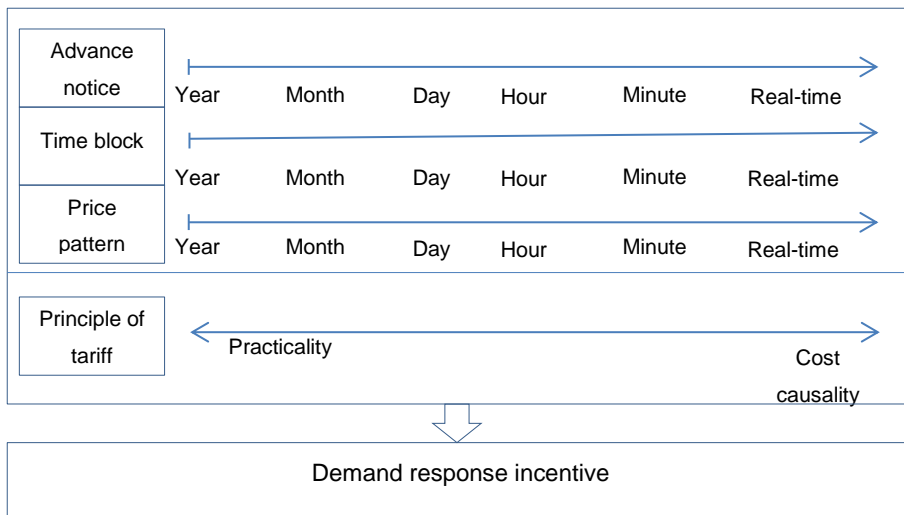 Advance
notice
Year Month Day Hour Minute Real-time
Time block
Year Month Day Hour Minute Real-time
Price
pattern
Year Month Day Hour Minute Real-time
Principle of
tariff
Practicality
Cost
causality
Demand response incentive